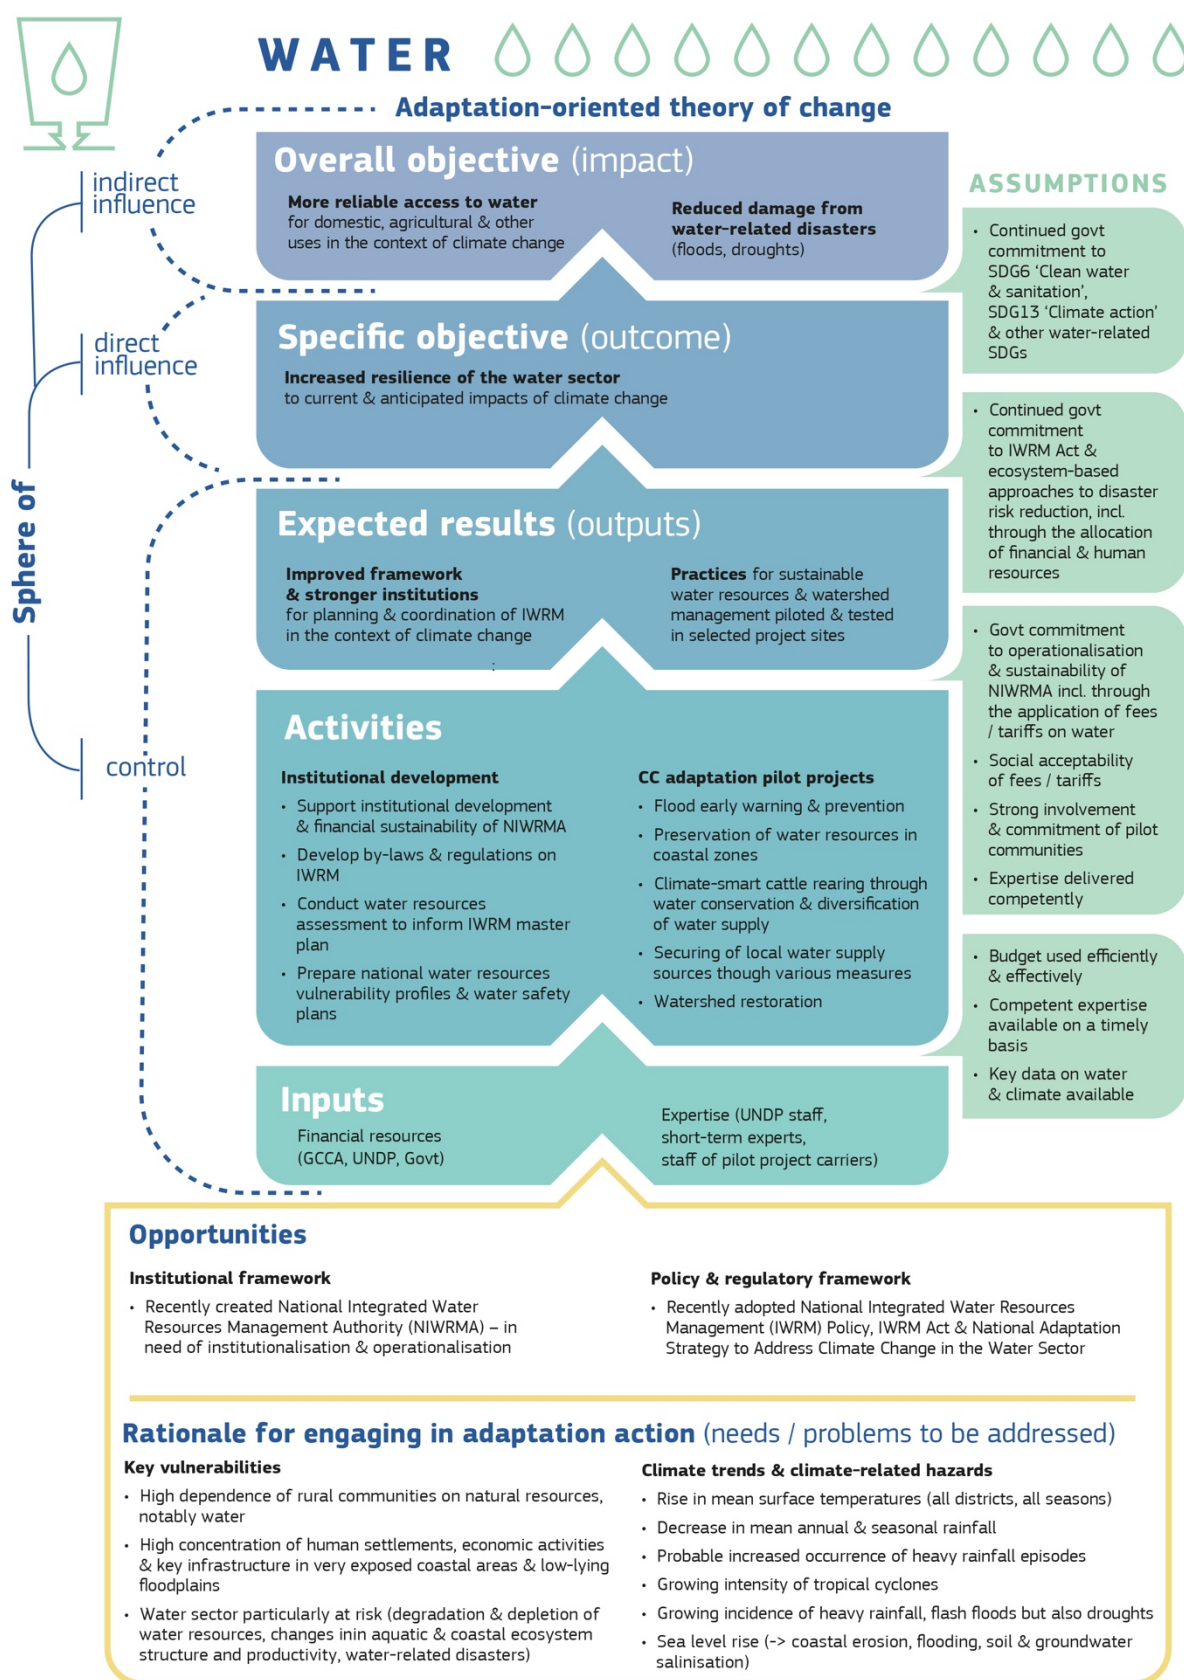 WATER
Adaptation-oriented theory of change
Sphere of
indirect
influence
direct
influence
control
Overall objective (impact)
More reliable access to water
for domestic, agricultural & other
uses in the context of climate change
Reduced damage from
water-related disasters
(floods, droughts)
Specific objective (outcome)
Increased resilience of the water sector
to current & anticipated impacts of climate change
Expected results (outputs)
Improved framework
& stronger institutions
for planning & coordination of IWRM
in the context of climate change
:
Practices for sustainable
water resources & watershed
management piloted & tested
in selected project sites
Activities
Institutional development
• Support institutional development
& financial sustainability of NIWRMA
• Develop by-laws & regulations on
IWRM
• Conduct water resources
assessment to inform IWRM master
plan
• Prepare national water resources
vulnerability profiles & water safety
plans
CC adaptation pilot projects
• Flood early warning & prevention
• Preservation of water resources in
coastal zones
• Climate-smart cattle rearing through
water conservation & diversification
of water supply
• Securing of local water supply
sources though various measures
• Watershed restoration
Inputs
Financial resources
(GCCA, UNDP, Govt)
Expertise (UNDP staff,
short-term experts,
staff of pilot project carriers)
ASSUMPTIONS
• Continued govt
commitment to
SDG6 ‘Clean water
& sanitation’,
SDG13 ‘Climate action’
& other water-related
SDGs
• Continued govt
commitment
to IWRM Act &
ecosystem-based
approaches to disaster
risk reduction, incl.
through the allocation
of financial & human
resources
• Govt commitment
to operationalisation
& sustainability of
NIWRMA incl. through
the application of fees
/ tariffs on water
• Social acceptability
of fees / tariffs
• Strong involvement
& commitment of pilot
communities
• Expertise delivered
competently
• Budget used efficiently
& effectively
• Competent expertise
available on a timely
basis
• Key data on water
& climate available
Opportunities
Institutional framework
• Recently created National Integrated Water
Resources Management Authority (NIWRMA) – in
need of institutionalisation & operationalisation
Policy & regulatory framework
• Recently adopted National Integrated Water Resources
Management (IWRM) Policy, IWRM Act & National Adaptation
Strategy to Address Climate Change in the Water Sector
Rationale for engaging in adaptation action (needs / problems to be addressed)
Key vulnerabilities
• High dependence of rural communities on natural resources,
notably water
• High concentration of human settlements, economic activities
& key infrastructure in very exposed coastal areas & low-lying
floodplains
• Water sector particularly at risk (degradation & depletion of
water resources, changes inin aquatic & coastal ecosystem
structure and productivity, water-related disasters)
Climate trends & climate-related hazards
• Rise in mean surface temperatures (all districts, all seasons)
• Decrease in mean annual & seasonal rainfall
• Probable increased occurrence of heavy rainfall episodes
• Growing intensity of tropical cyclones
• Growing incidence of heavy rainfall, flash floods but also droughts
• Sea level rise (-> coastal erosion, flooding, soil & groundwater
salinisation)